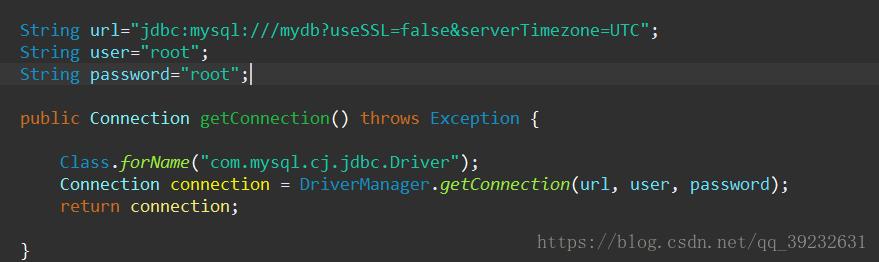 String url="jdbc:mysql:///mydb?useSSL=false&serverTimezone=UTC";
String user="root";
String password="root";
public Connection getConnection() throws Exception {
Class.forName("com.mysql.cj.jdbc.Driver");
Connection connection = DriverManager.getConnection(url, user, password);
return connection;
}
https://blog.csdn.net/qq_39232631